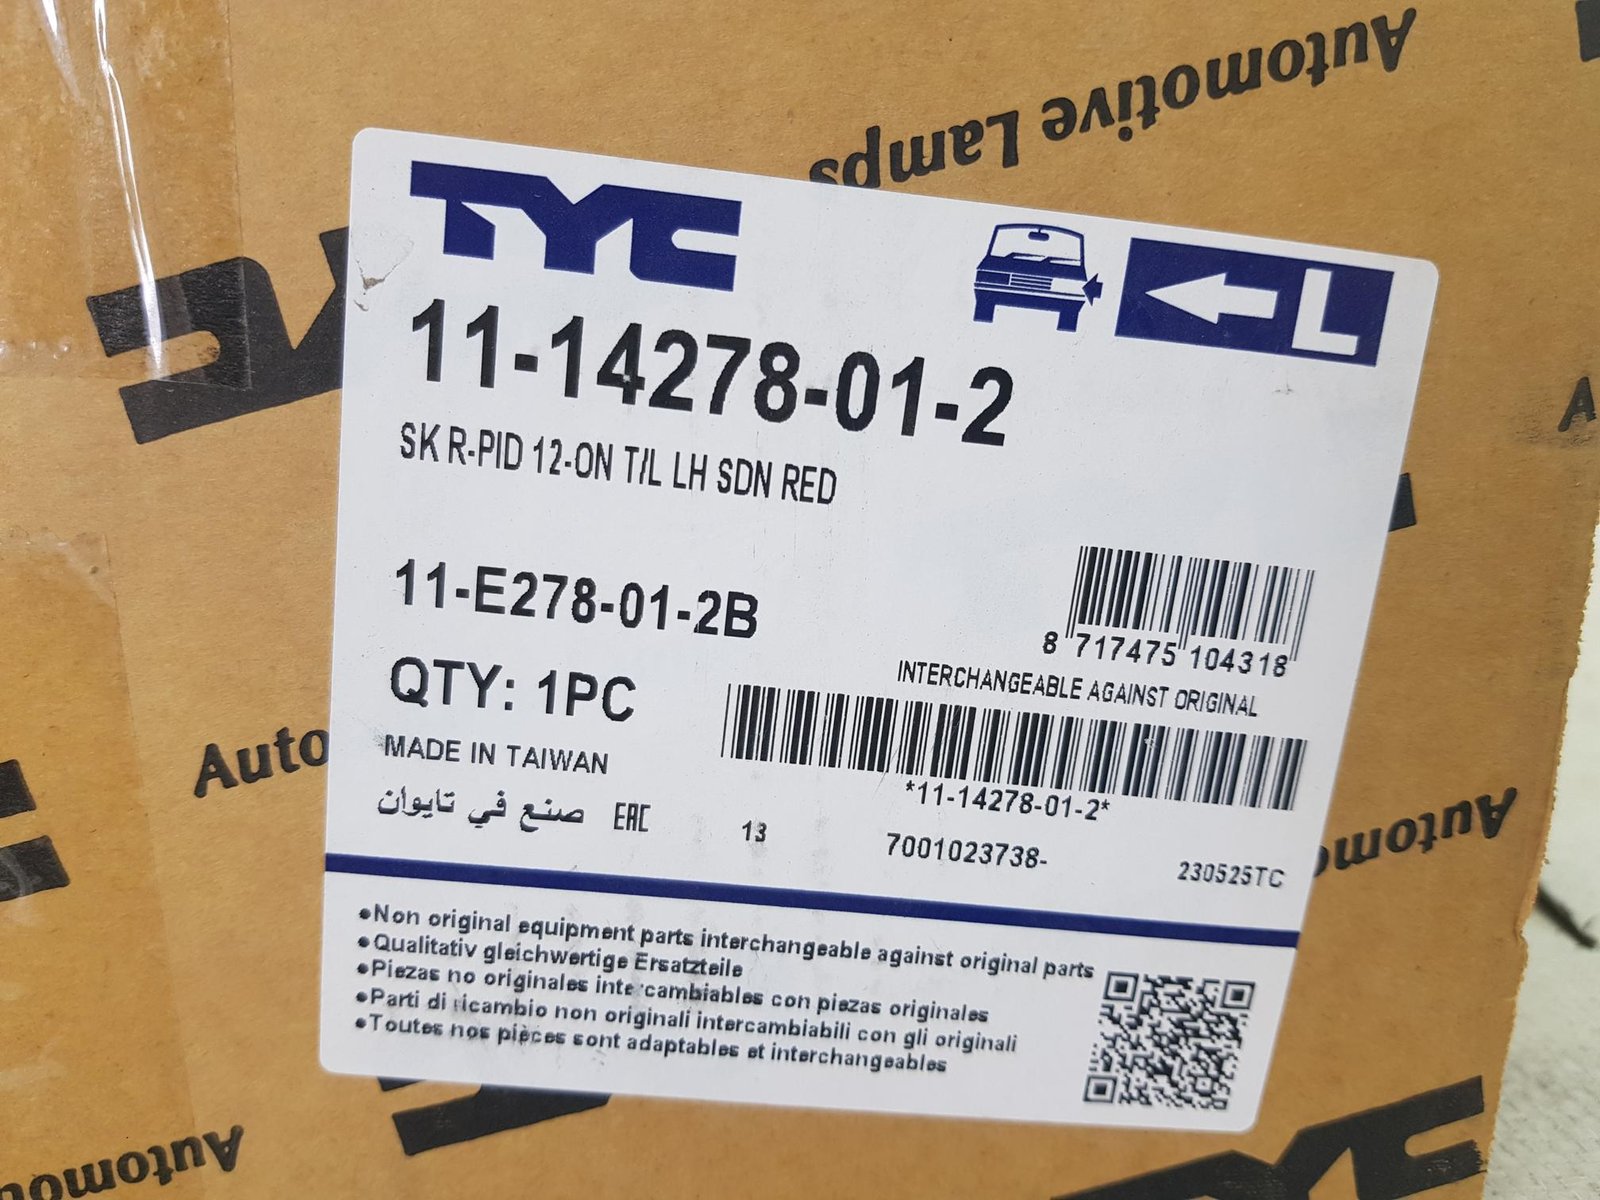 Automotive Lamps
TYC
L
11-14278-01-2
SK R-PID 12-ON T/L LH SDN RED
11-E278-01-2B
8 717475 104318
QTY: 1PC
INTERCHANGEABLE AGAINST ORIGINAL
MADE IN TAIWAN
*11-14278-01-2*
صنع في تايوان EAC
13 7001023738- 230525TC
•Non original equipment parts interchangeable against original parts
•Qualitativ gleichwertige Ersatzteile
•Piezas no originales intercambiables con piezas originales
•Parti di ricambio non originali intercambiabili con gli originali
•Toutes nos pièces sont adaptables et interchangeables
Auto
Automo
Automo
TYC